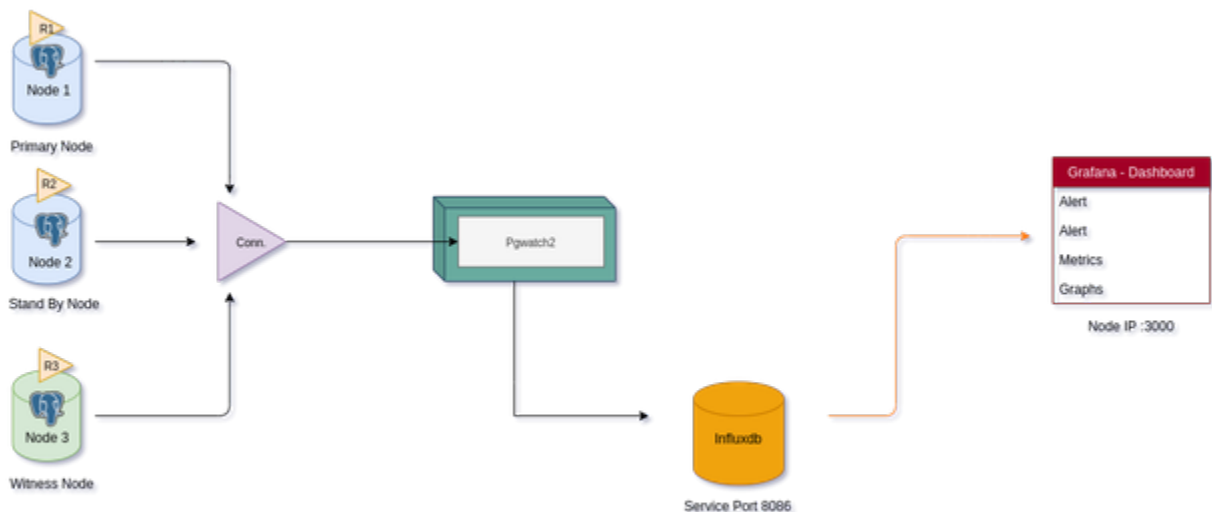 R1
Node 1
Primary Node
R2
Node 2
Stand By Node
R3
Node 3
Witness Node
Conn.
Pgwatch2
Influxdb
Service Port 8086
Grafana - Dashboard
Alert
Alert
Metrics
Graphs
Node IP :3000